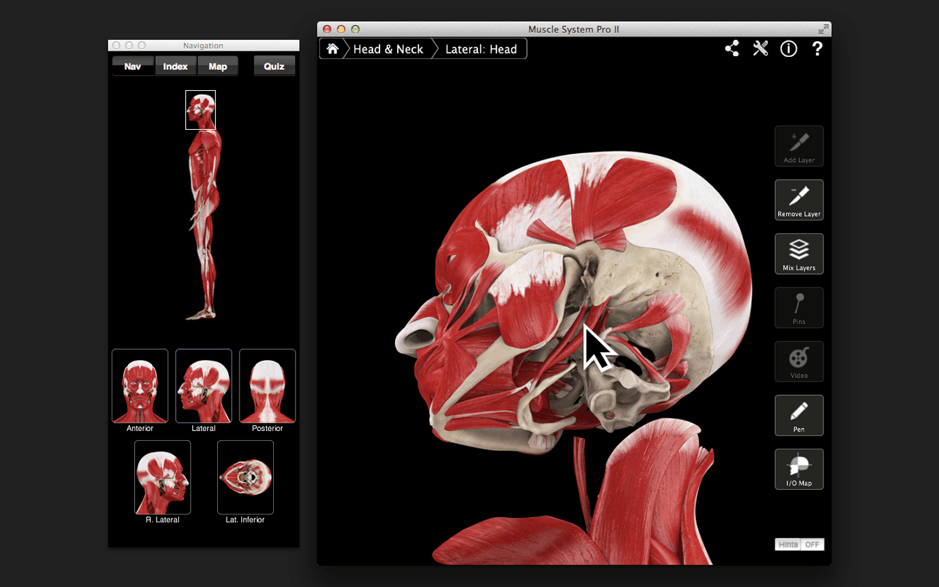 Navigation
Nav Index Map Quiz
Anterior Lateral Posterior
R. Lateral Lat. Inferior
Muscle System Pro II
Head & Neck Lateral: Head
?
Add Layer
Remove Layer
Mix Layers
Pins
Video
Pen
I/O Map
Hints OFF